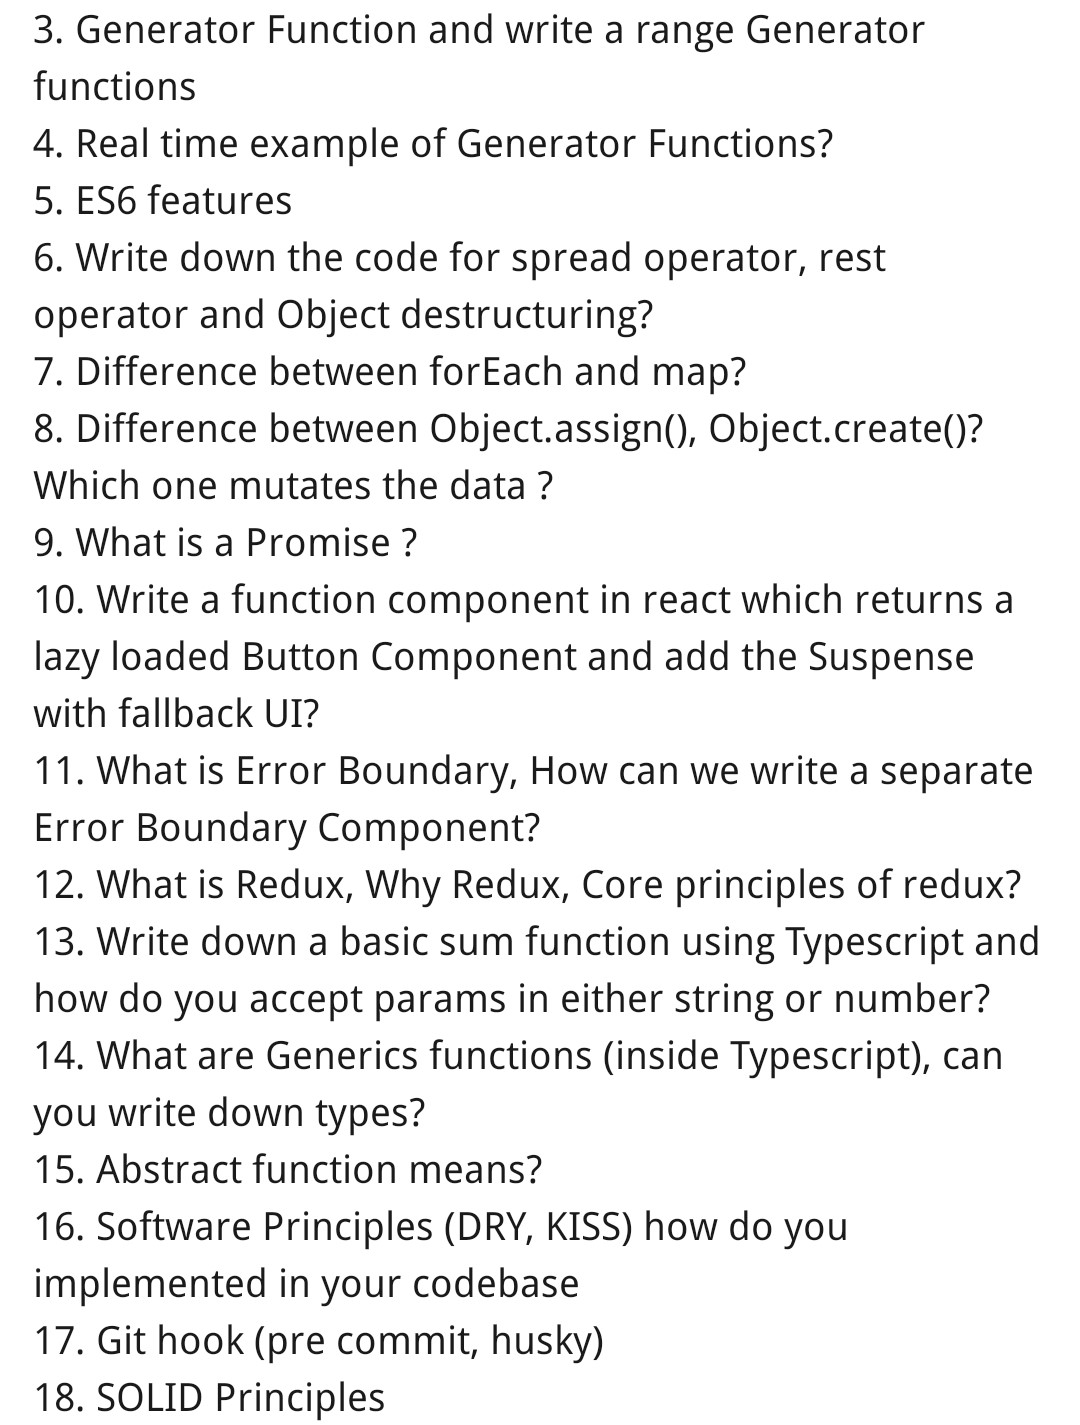 3. Generator Function and write a range Generator
functions
4. Real time example of Generator Functions?
5. ES6 features
6. Write down the code for spread operator, rest
operator and Object destructuring?
7. Difference between forEach and map?
8. Difference between Object.assign(), Object.create()?
Which one mutates the data ?
9. What is a Promise ?
10. Write a function component in react which returns a
lazy loaded Button Component and add the Suspense
with fallback UI?
11. What is Error Boundary, How can we write a separate
Error Boundary Component?
12. What is Redux, Why Redux, Core principles of redux?
13. Write down a basic sum function using Typescript and
how do you accept params in either string or number?
14. What are Generics functions (inside Typescript), can
you write down types?
15. Abstract function means?
16. Software Principles (DRY, KISS) how do you
implemented in your codebase
17. Git hook (pre commit, husky)
18. SOLID Principles